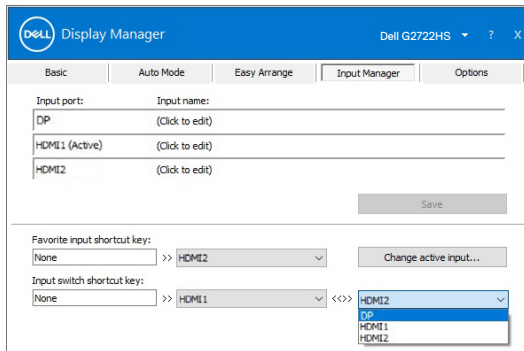 DELL Display Manager Dell G2722HS ? X
Basic Auto Mode Easy Arrange Input Manager Options
Input port: Input name:
DP (Click to edit)
HDMI1 (Active) (Click to edit)
HDMI2 (Click to edit)
Save
Favorite input shortcut key:
None >> HDMI2 Change active input...
Input switch shortcut key:
None >> HDMI1 <<>> HDMI2
DP
HDMI1
HDMI2